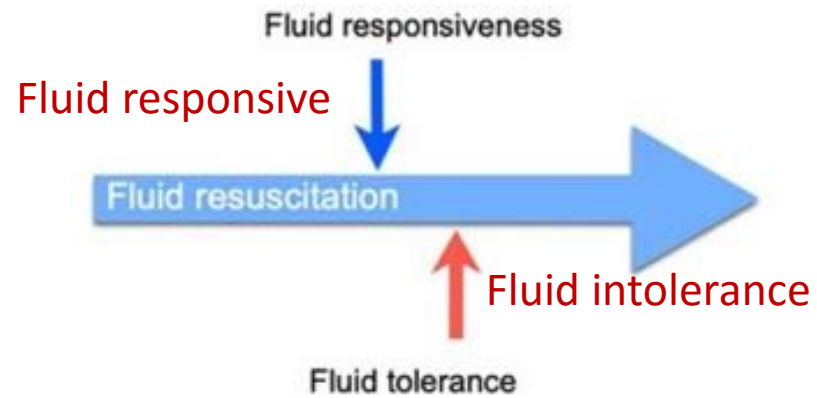 Fluid responsiveness
Fluid responsive
Fluid resuscitation
Fluid intolerance
Fluid tolerance